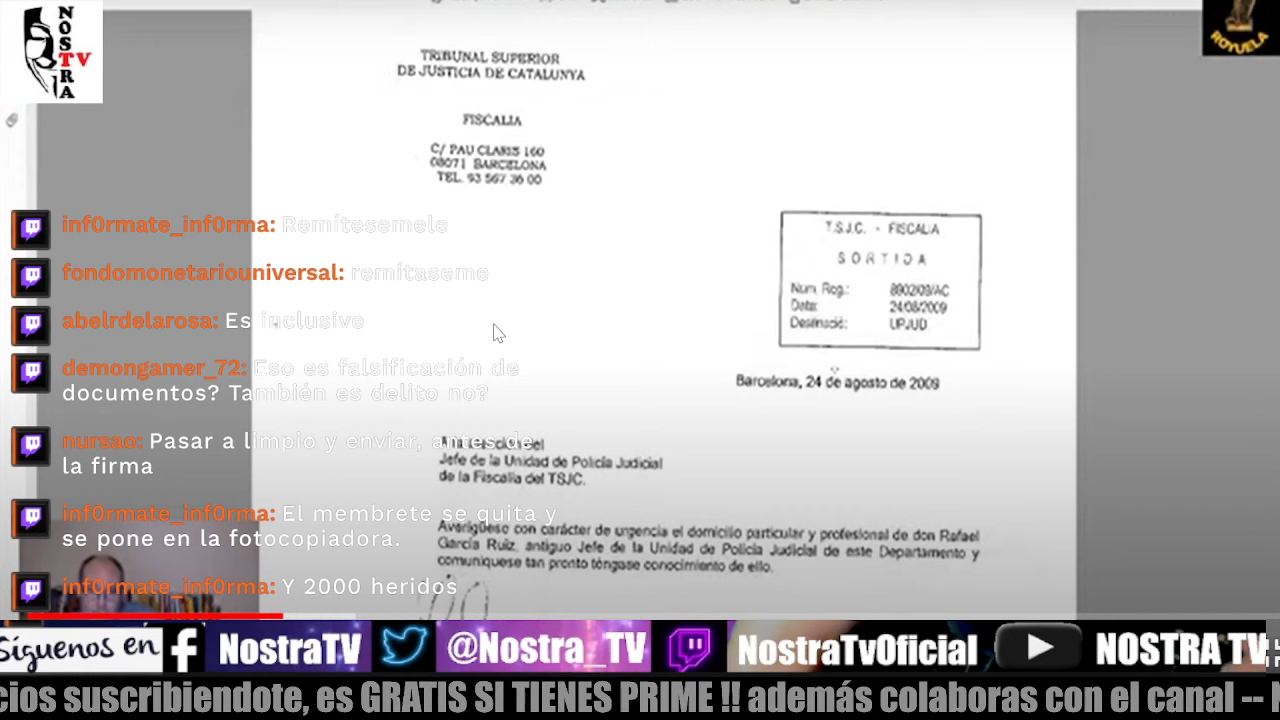 NOSTRA
TV
ROYUELA
TRIBUNAL SUPERIOR
DE JUSTICIA DE CATALUNYA
FISCALIA
C/ PAU CLARIS 160
08071 BARCELONA
TEL. 93 567 36 00
T.S.J.C. - FISCALIA
SORTIDA
Num. Reg.: 8902/09/AC
Data: 24/08/2009
Destinació: UPJUD
Barcelona, 24 de agosto de 2009
Jefe de la Unidad de Policía Judicial
de la Fiscalía del TSJC.
Averigüese con carácter de urgencia el domicilio particular y profesional de don Rafael
García Ruiz, antiguo Jefe de la Unidad de Policía Judicial de este Departamento y
comuníquese tan pronto téngase conocimiento de ello.
inf0rmate_inf0rma: Remítesemele
fondomonetariouniversal: remítaseme
abelrdelarosa: Es inclusive
demongamer_72: Eso es falsificación de
documentos? También es delito no?
nursao: Pasar a limpio y enviar, antes de
la firma
inf0rmate_inf0rma: El membrete se quita y
se pone en la fotocopiadora.
inf0rmate_inf0rma: Y 2000 heridos
Síguenos en NostraTV @Nostra_TV NostraTvOficial NOSTRA TV
cios suscribiendote, es GRATIS SI TIENES PRIME !! además colaboras con el canal --